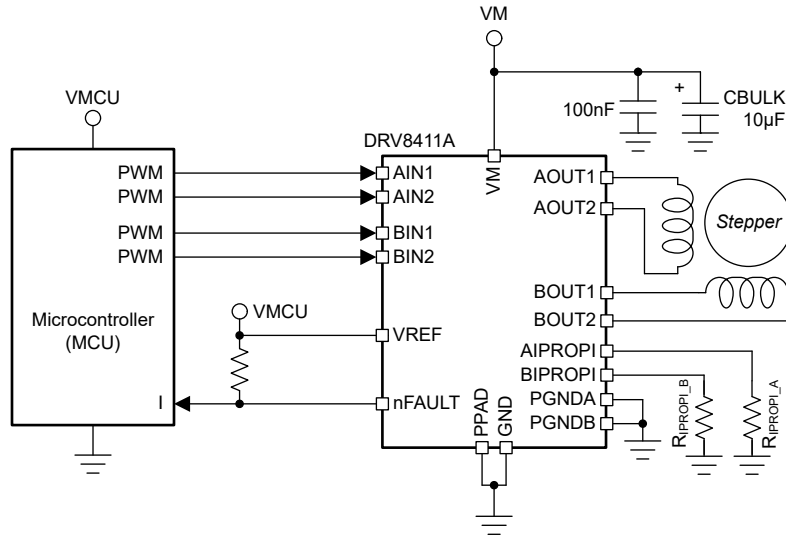 VM
VMCU
100nF
+
CBULK
10µF
DRV8411A
PWM
PWM
PWM
PWM
Microcontroller
(MCU)
I
VMCU
AIN1
AIN2
BIN1
BIN2
VREF
nFAULT
VM
PPAD
GND
AOUT1
AOUT2
BOUT1
BOUT2
AIPROPI
BIPROPI
PGNDA
PGNDB
Stepper
RIPROPI_B
RIPROPI_A